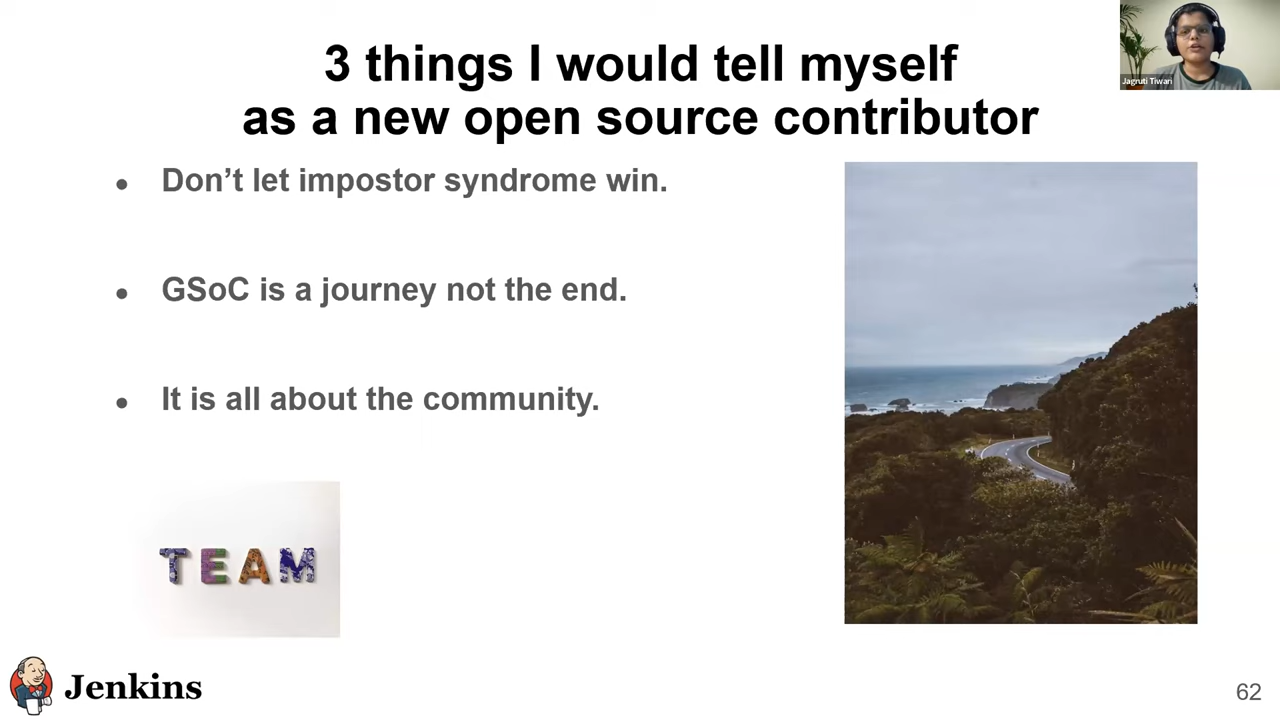 3 things I would tell myself
as a new open source contributor
Jagruti Tiwari
● Don’t let impostor syndrome win.
● GSoC is a journey not the end.
● It is all about the community.
TEAM
Jenkins
62